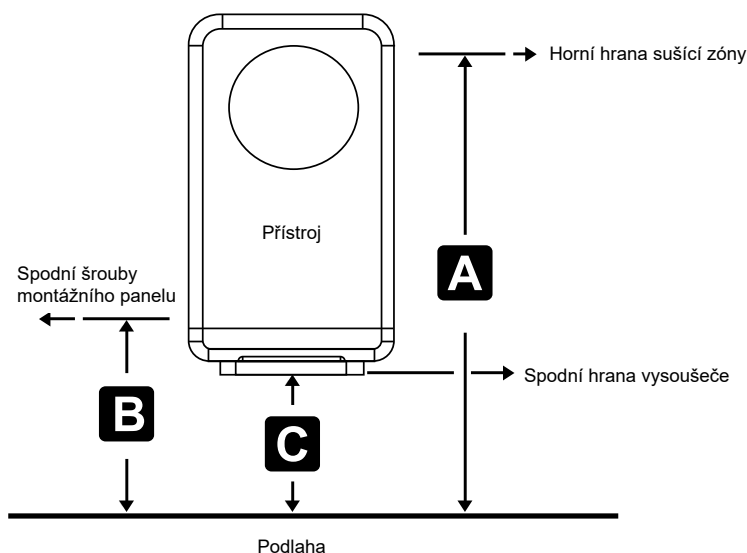 Horní hrana sušící zóny
Přístroj
A
Spodní šrouby
montážního panelu
Spodní hrana vysoušeče
B
C
Podlaha